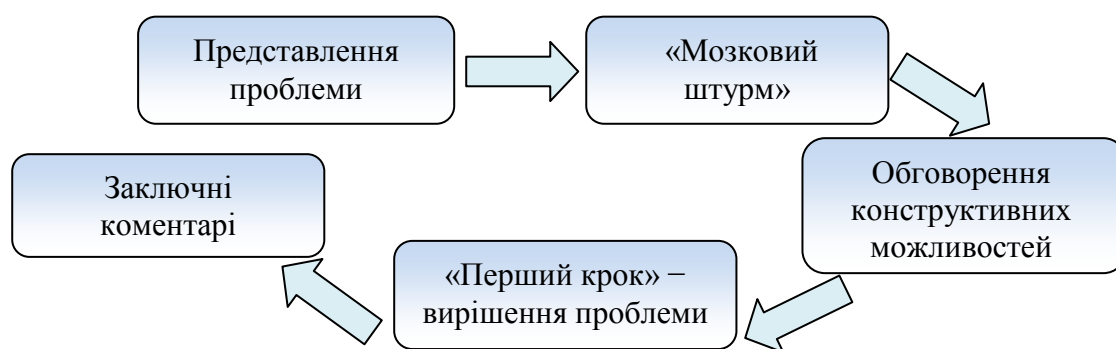 Представлення
проблеми
«Мозковий
штурм»
Обговорення
конструктивних
можливостей
«Перший крок» −
вирішення проблеми
Заключні
коментарі